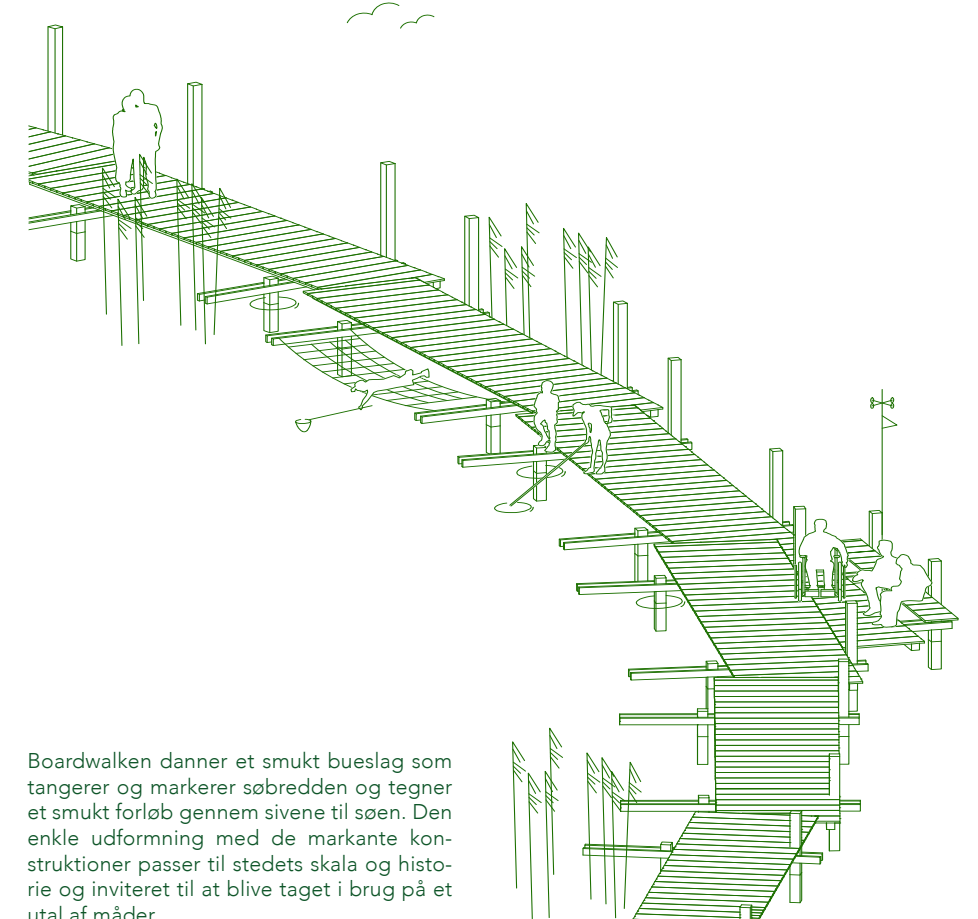 Boardwalken danner et smukt bueslag som
tangerer og markerer søbredden og tegner
et smukt forløb gennem sivene til søen. Den
enkle udformning med de markante kon-
struktioner passer til stedets skala og histo-
rie og inviteret til at blive taget i brug på et
utal af måder.